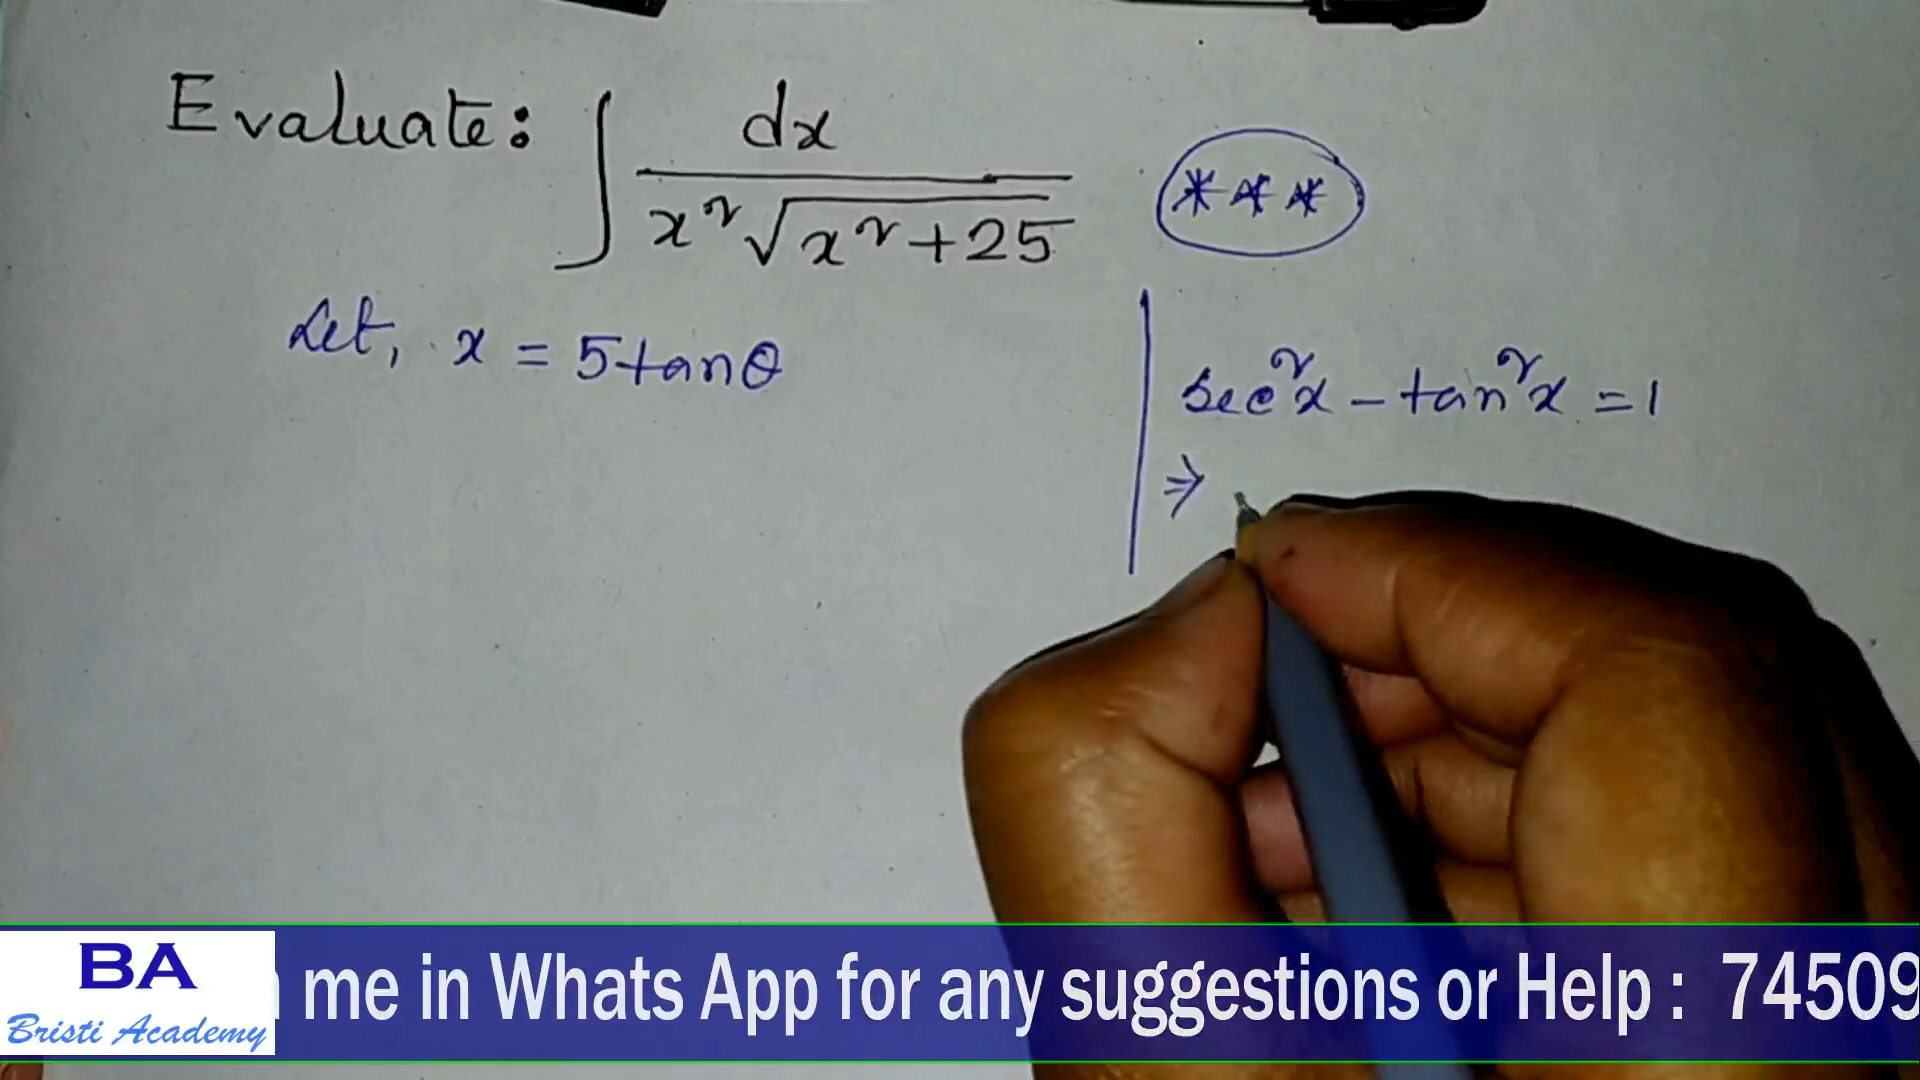 Evaluate: ∫ dx / x² √x²+25
* * *
Let, x = 5tanθ
sec²x - tan²x = 1
⇒
BA
Bristi Academy
me in Whats App for any suggestions or Help : 74509